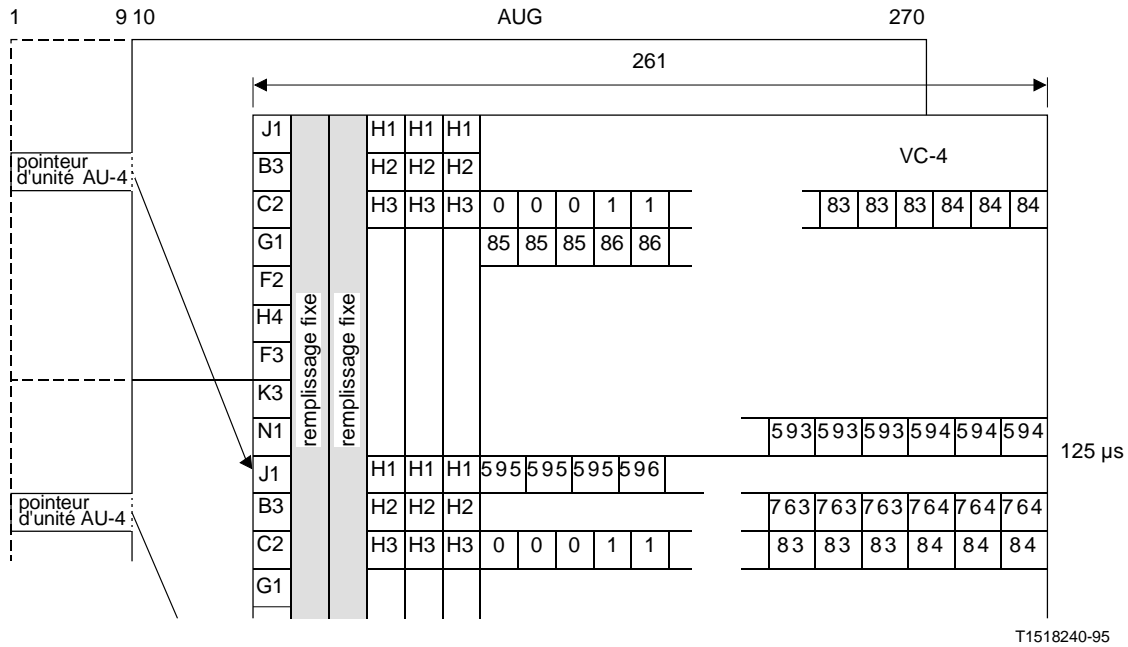 1 9 10 AUG 270
261
J1 H1 H1 H1
VC-4
pointeur
d'unité AU-4
B3 H2 H2 H2
C2 H3 H3 H3 0 0 0 1 1 83 83 83 84 84 84
G1 85 85 85 86 86
F2
H4
F3
K3
remplissage fixe
remplissage fixe
N1 593 593 593 594 594 594
125 µs
J1 H1 H1 H1 595 595 595 596
pointeur
d'unité AU-4
B3 H2 H2 H2 763 763 763 764 764 764
C2 H3 H3 H3 0 0 0 1 1 83 83 83 84 84 84
G1
T1518240-95